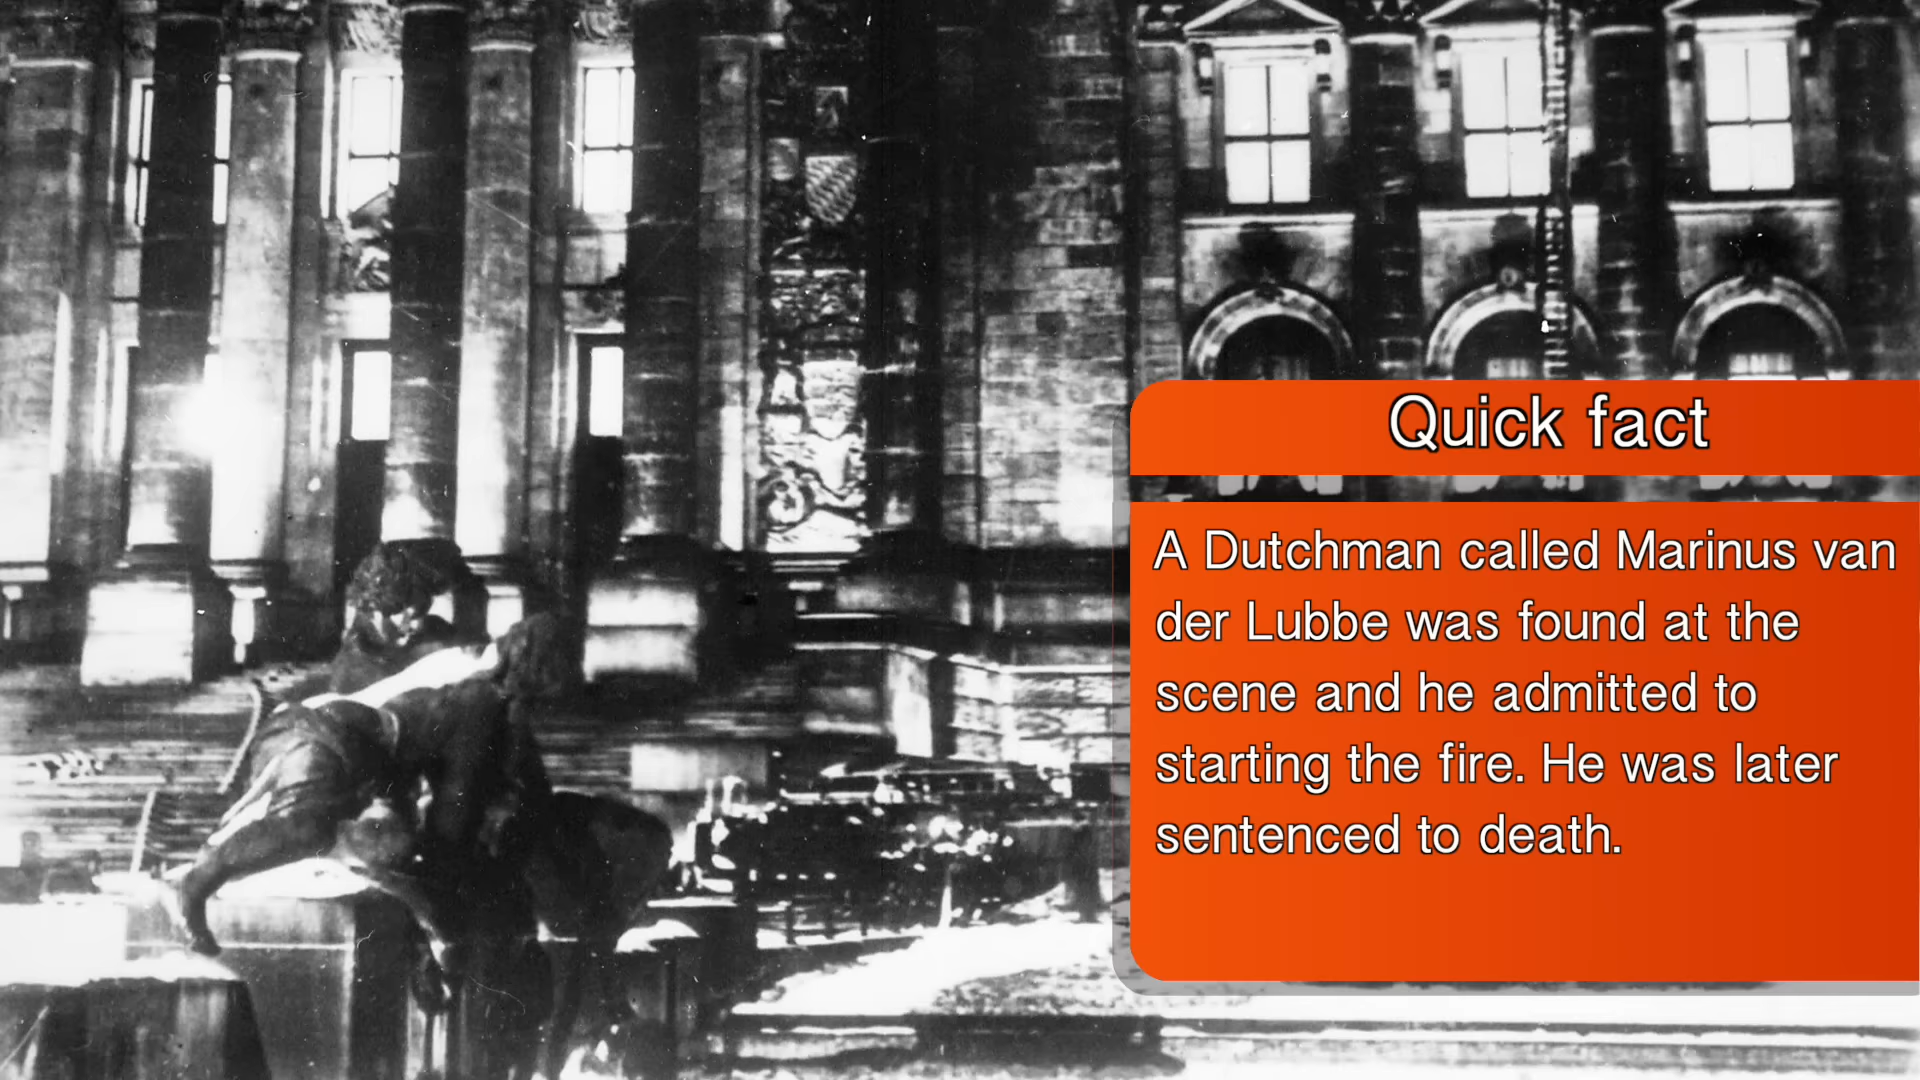 Quick fact
A Dutchman called Marinus van
der Lubbe was found at the
scene and he admitted to
starting the fire. He was later
sentenced to death.